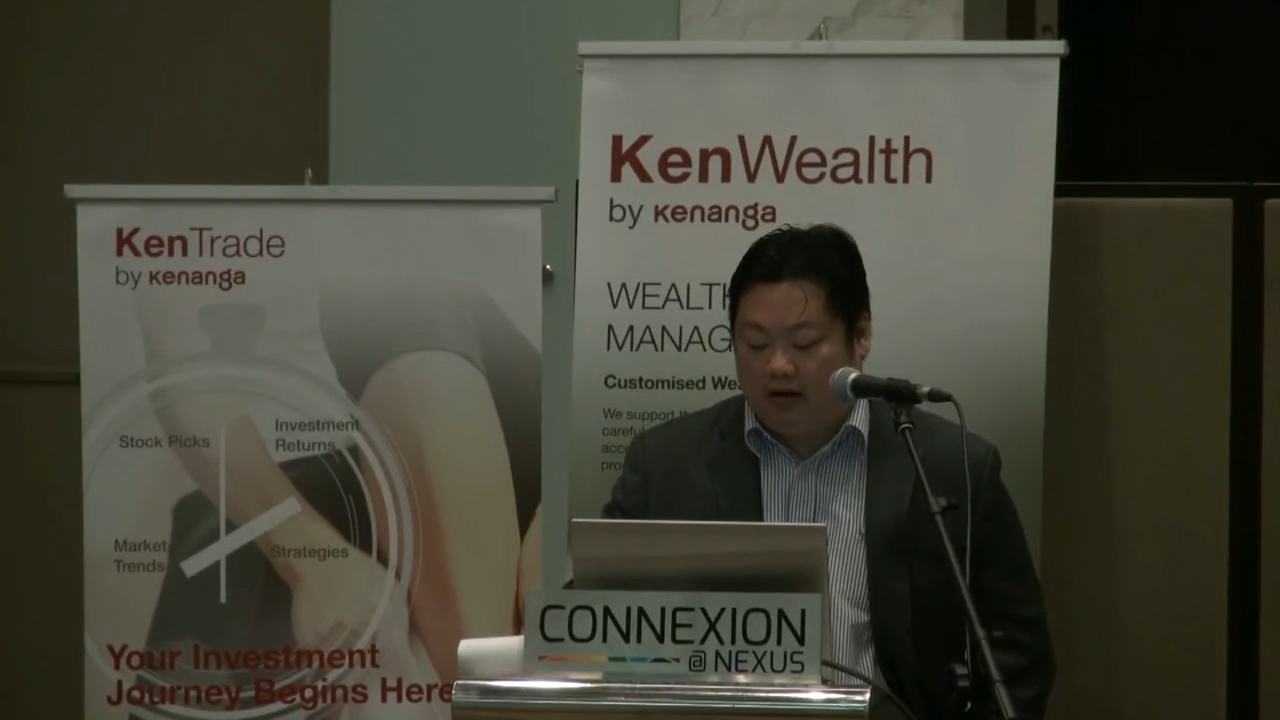 KenTrade
by kenanga
Stock Picks
Investment
Returns
Market
Trends
Strategies
Your Investment
Journey Begins Here
KenWealth
by kenanga
WEALTH
MANAG
Customised
We support
CONNEXION
@ NEXUS